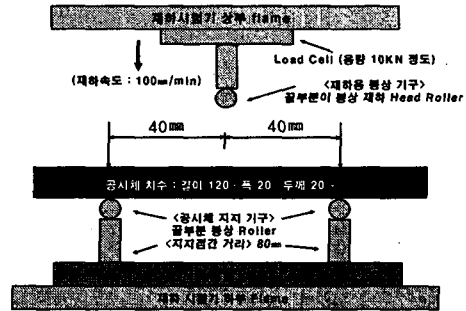 재하시험기 상부 flame
Load Cell (용량 10KN 정도)
(재하속도 : 100㎜/min)
<재하용 봉상 기구>
끝부분이 봉상 재하 Head Roller
40㎜ 40㎜
공시체 치수 : 길이 120 · 폭 20 두께 20
<공시체 지지 기구>
끝부분 봉상 Roller
<지지점간 거리> 80㎜
재하 시험기 하부 Flame